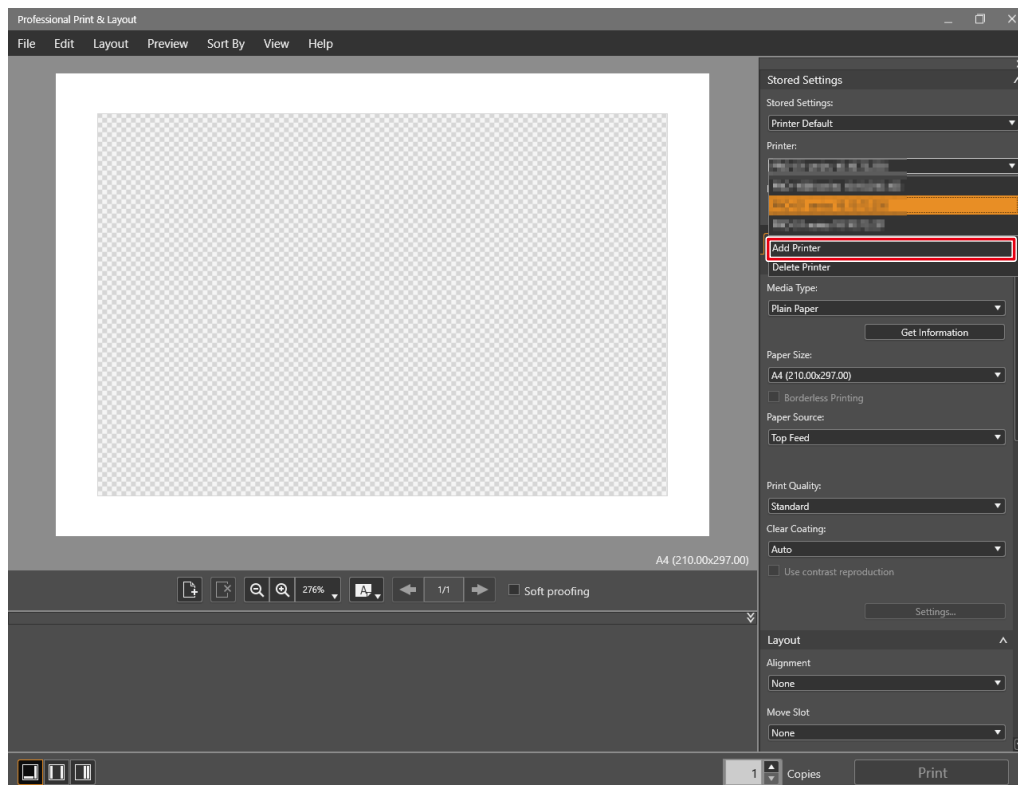 Professional Print & Layout
File Edit Layout Preview Sort By View Help
Stored Settings
Stored Settings:
Printer Default
Printer:
Add Printer
Delete Printer
Media Type:
Plain Paper
Get Information
Paper Size:
A4 (210.00x297.00)
Borderless Printing
Paper Source:
Top Feed
Print Quality:
Standard
Clear Coating:
Auto
Use contrast reproduction
Settings...
A4 (210.00x297.00)
276% A 1/1 Soft proofing
Layout
Alignment
None
Move Slot
None
1 Copies Print